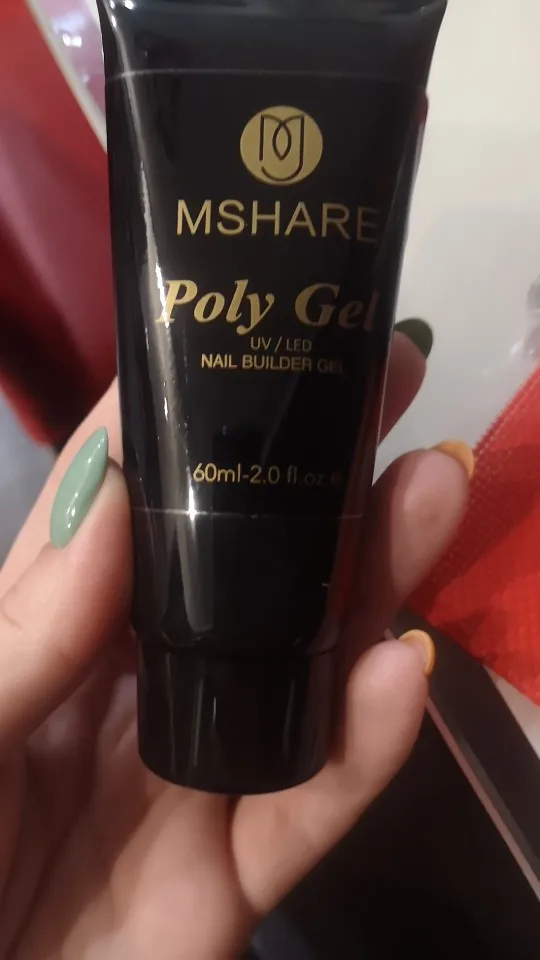 MSHARE
Poly Gel
UV / LED
NAIL BUILDER GEL
60ml-2.0 fl.oz e